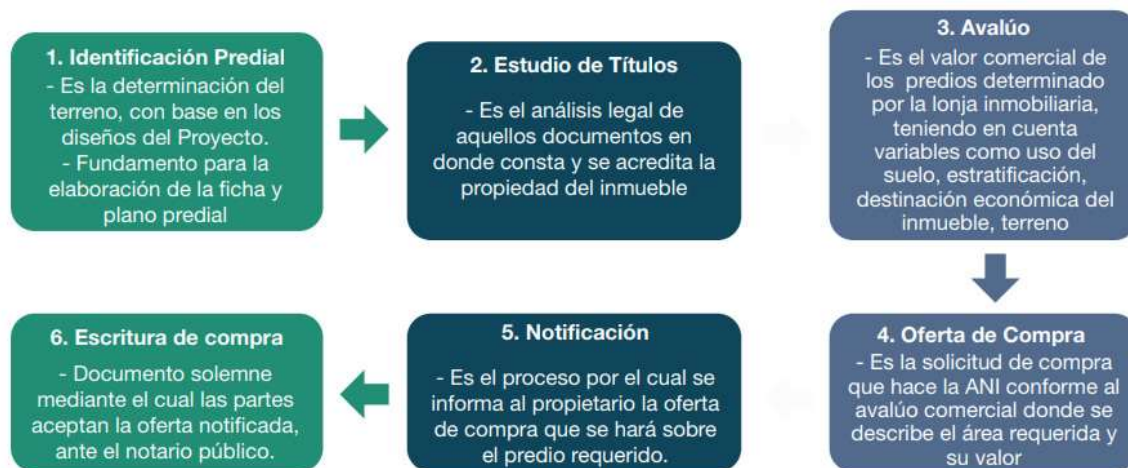 1. Identificación Predial
- Es la determinación del
terreno, con base en los
diseños del Proyecto.
- Fundamento para la
elaboración de la ficha y
plano predial
2. Estudio de Títulos
- Es el análisis legal de
aquellos documentos en
donde consta y se acredita la
propiedad del inmueble
3. Avalúo
- Es el valor comercial de
los predios determinado
por la lonja inmobiliaria,
teniendo en cuenta
variables como uso del
suelo, estratificación,
destinación económica del
inmueble, terreno
4. Oferta de Compra
- Es la solicitud de compra
que hace la ANI conforme al
avalúo comercial donde se
describe el área requerida y
su valor
5. Notificación
- Es el proceso por el cual se
informa al propietario la oferta
de compra que se hará sobre
el predio requerido.
6. Escritura de compra
- Documento solemne
mediante el cual las partes
aceptan la oferta notificada,
ante el notario público.